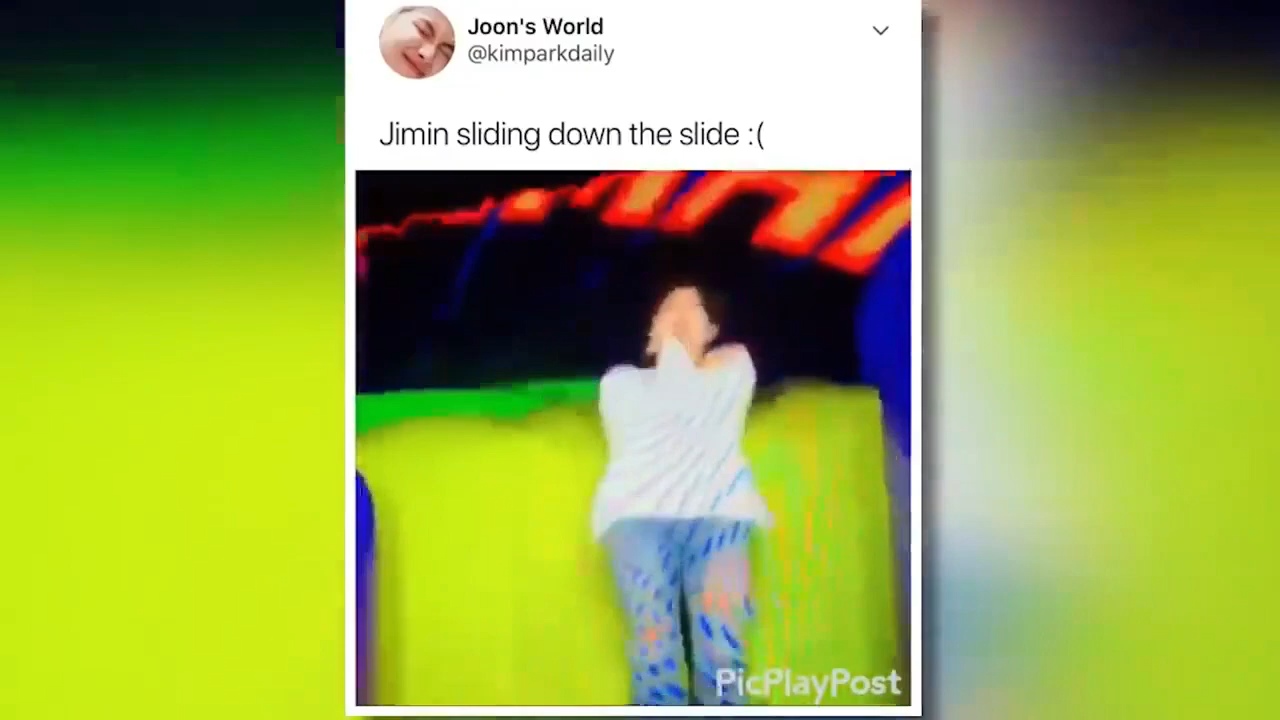 Joon's World
@kimparkdaily
Jimin sliding down the slide :(
PicPlayPost